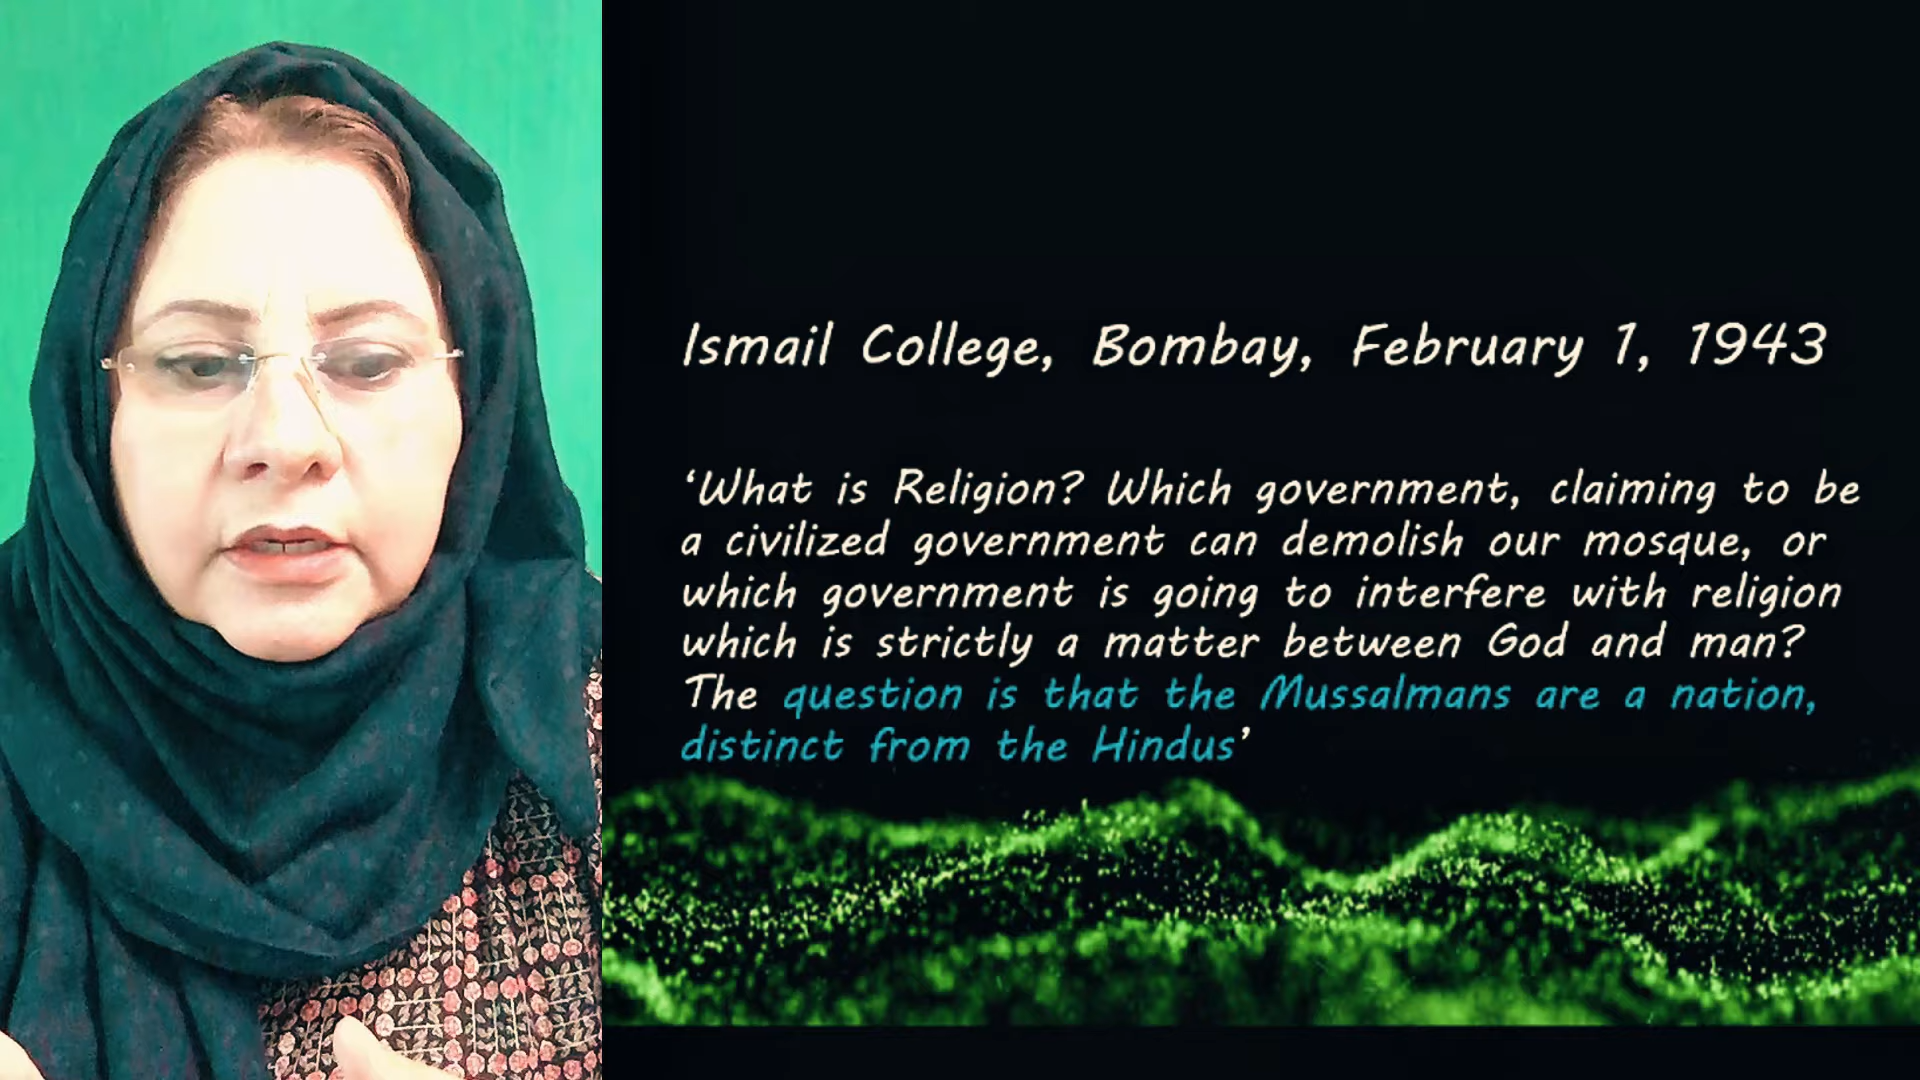 Ismail College, Bombay, February 1, 1943
‘What is Religion? Which government, claiming to be
a civilized government can demolish our mosque, or
which government is going to interfere with religion
which is strictly a matter between God and man?
The question is that the Mussalmans are a nation,
distinct from the Hindus’